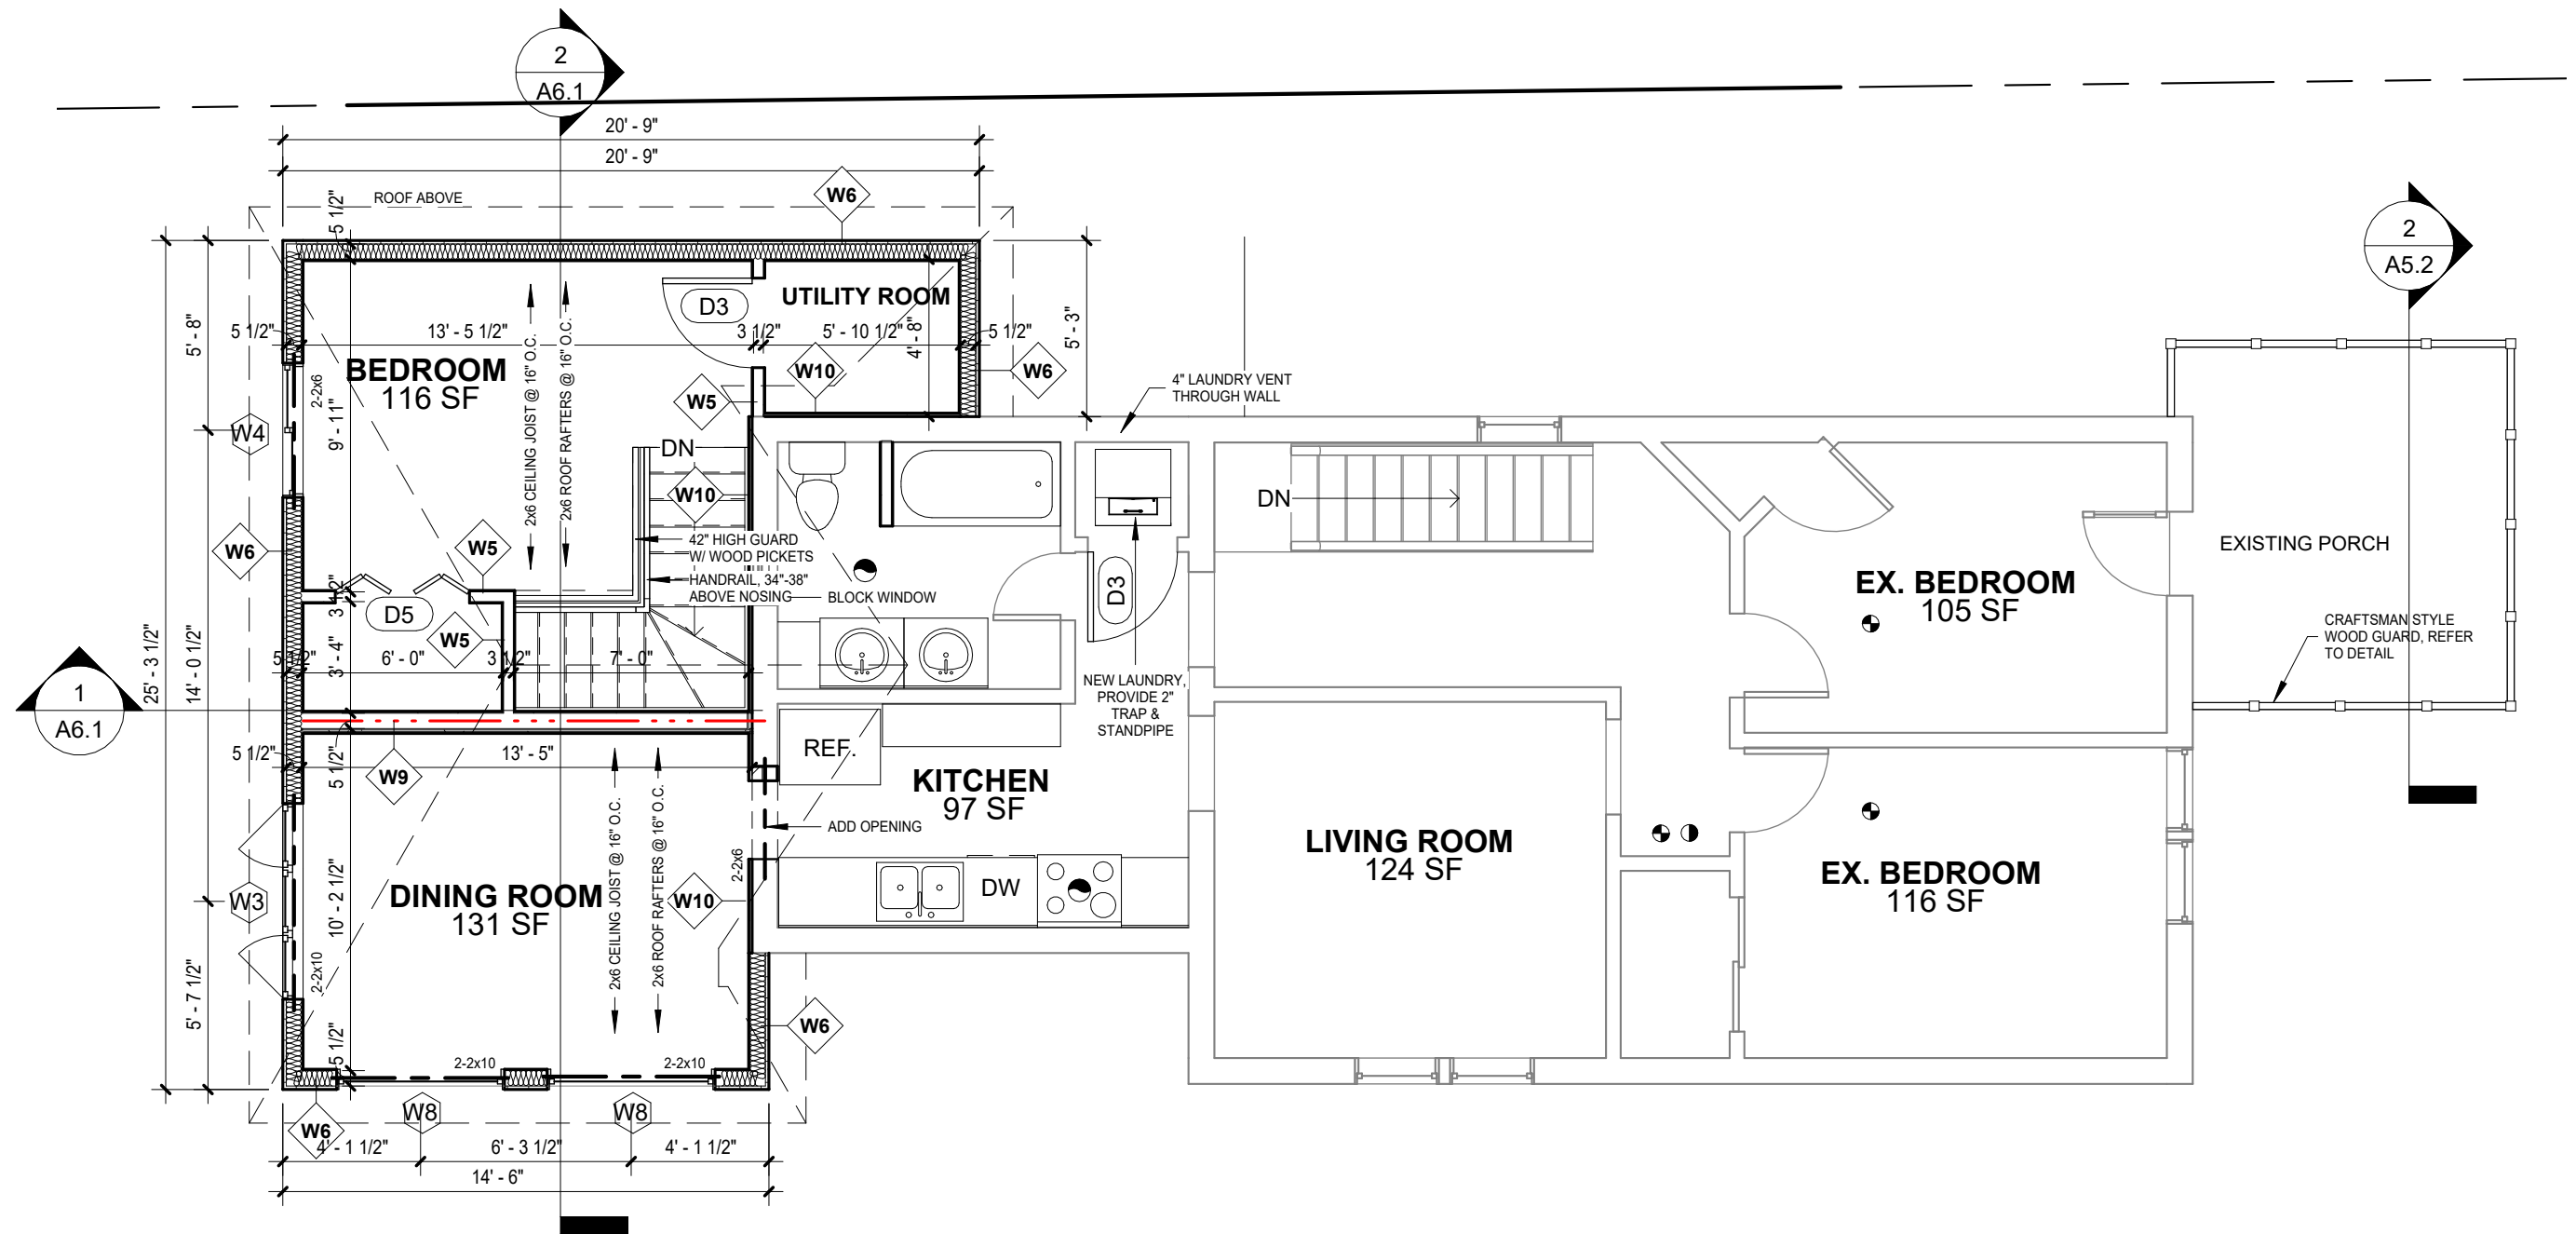 2
A6.1
20' - 9"
20' - 9"
ROOF ABOVE
W6
5 1/2"
2
A5.2
5' - 8"
5' - 3"
D3
UTILITY ROOM
5 1/2"
13' - 5 1/2"
3 1/2"
5' - 10 1/2"
4' - 8"
5 1/2"
BEDROOM
116 SF
2-2x6
9' - 11"
2x6 CEILING JOIST @ 16" O.C.
2x6 ROOF RAFTERS @ 16" O.C.
W10
W6
W5
4" LAUNDRY VENT
THROUGH WALL
W4
DN
W10
DN
W6
W5
42" HIGH GUARD
W/ WOOD PICKETS
HANDRAIL, 34"-38"
ABOVE NOSING
BLOCK WINDOW
D3
EXISTING PORCH
EX. BEDROOM
105 SF
3 1/2"
D5
W5
CRAFTSMAN STYLE
WOOD GUARD, REFER
TO DETAIL
25' - 3 1/2"
14' - 0 1/2"
5 1/2"
6' - 0"
3' - 4"
3 1/2"
7' - 0"
NEW LAUNDRY,
PROVIDE 2"
TRAP &
STANDPIPE
1
A6.1
5 1/2"
5 1/2"
W9
13' - 5"
REF.
KITCHEN
97 SF
ADD OPENING
LIVING ROOM
124 SF
EX. BEDROOM
116 SF
W3
DINING ROOM
131 SF
10' - 2 1/2"
2x6 CEILING JOIST @ 16" O.C.
2x6 ROOF RAFTERS @ 16" O.C.
W10
2-2x6
DW
2-2x10
5' - 7 1/2"
5 1/2"
W6
2-2x10
2-2x10
W6
W8
W8
4' - 1 1/2"
6' - 3 1/2"
4' - 1 1/2"
14' - 6"